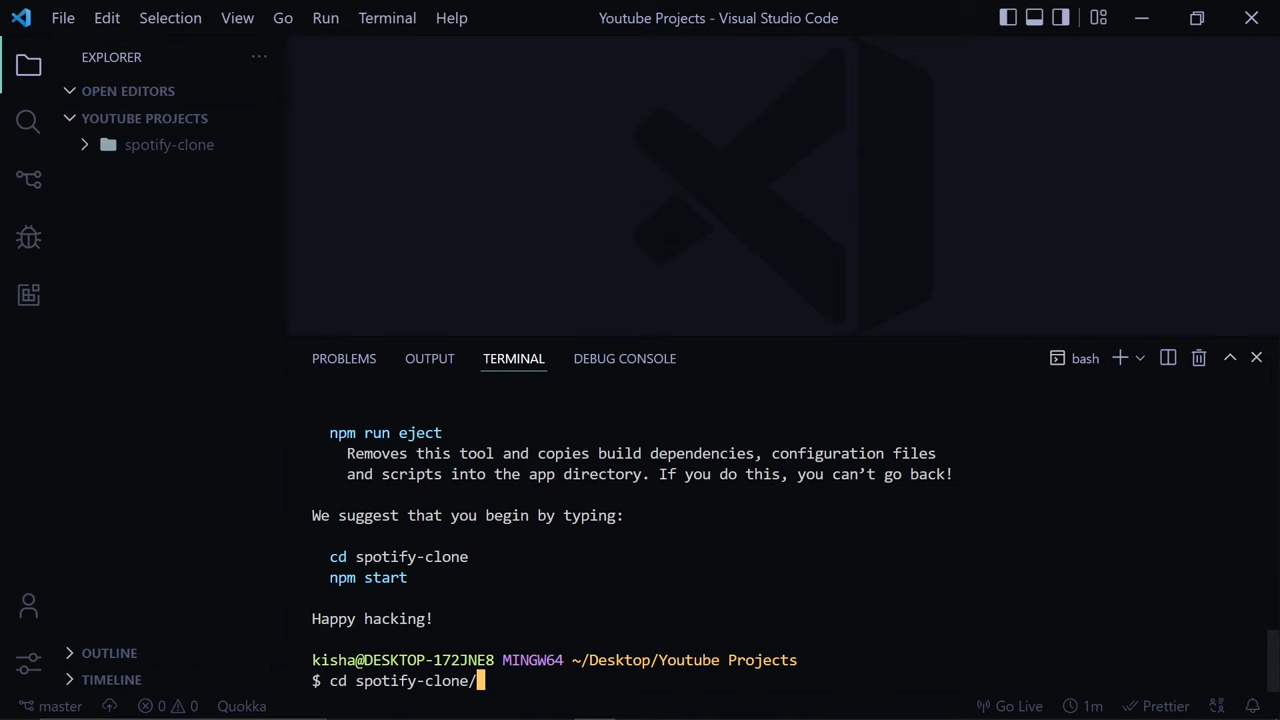 File Edit Selection View Go Run Terminal Help
Youtube Projects - Visual Studio Code
EXPLORER
OPEN EDITORS
YOUTUBE PROJECTS
spotify-clone
PROBLEMS OUTPUT TERMINAL DEBUG CONSOLE
bash
npm run eject
Removes this tool and copies build dependencies, configuration files
and scripts into the app directory. If you do this, you can’t go back!
We suggest that you begin by typing:
cd spotify-clone
npm start
Happy hacking!
kisha@DESKTOP-172JNE8 MINGW64 ~/Desktop/Youtube Projects
$ cd spotify-clone/
OUTLINE
TIMELINE
master 0 0 Quokka Go Live 1m Prettier